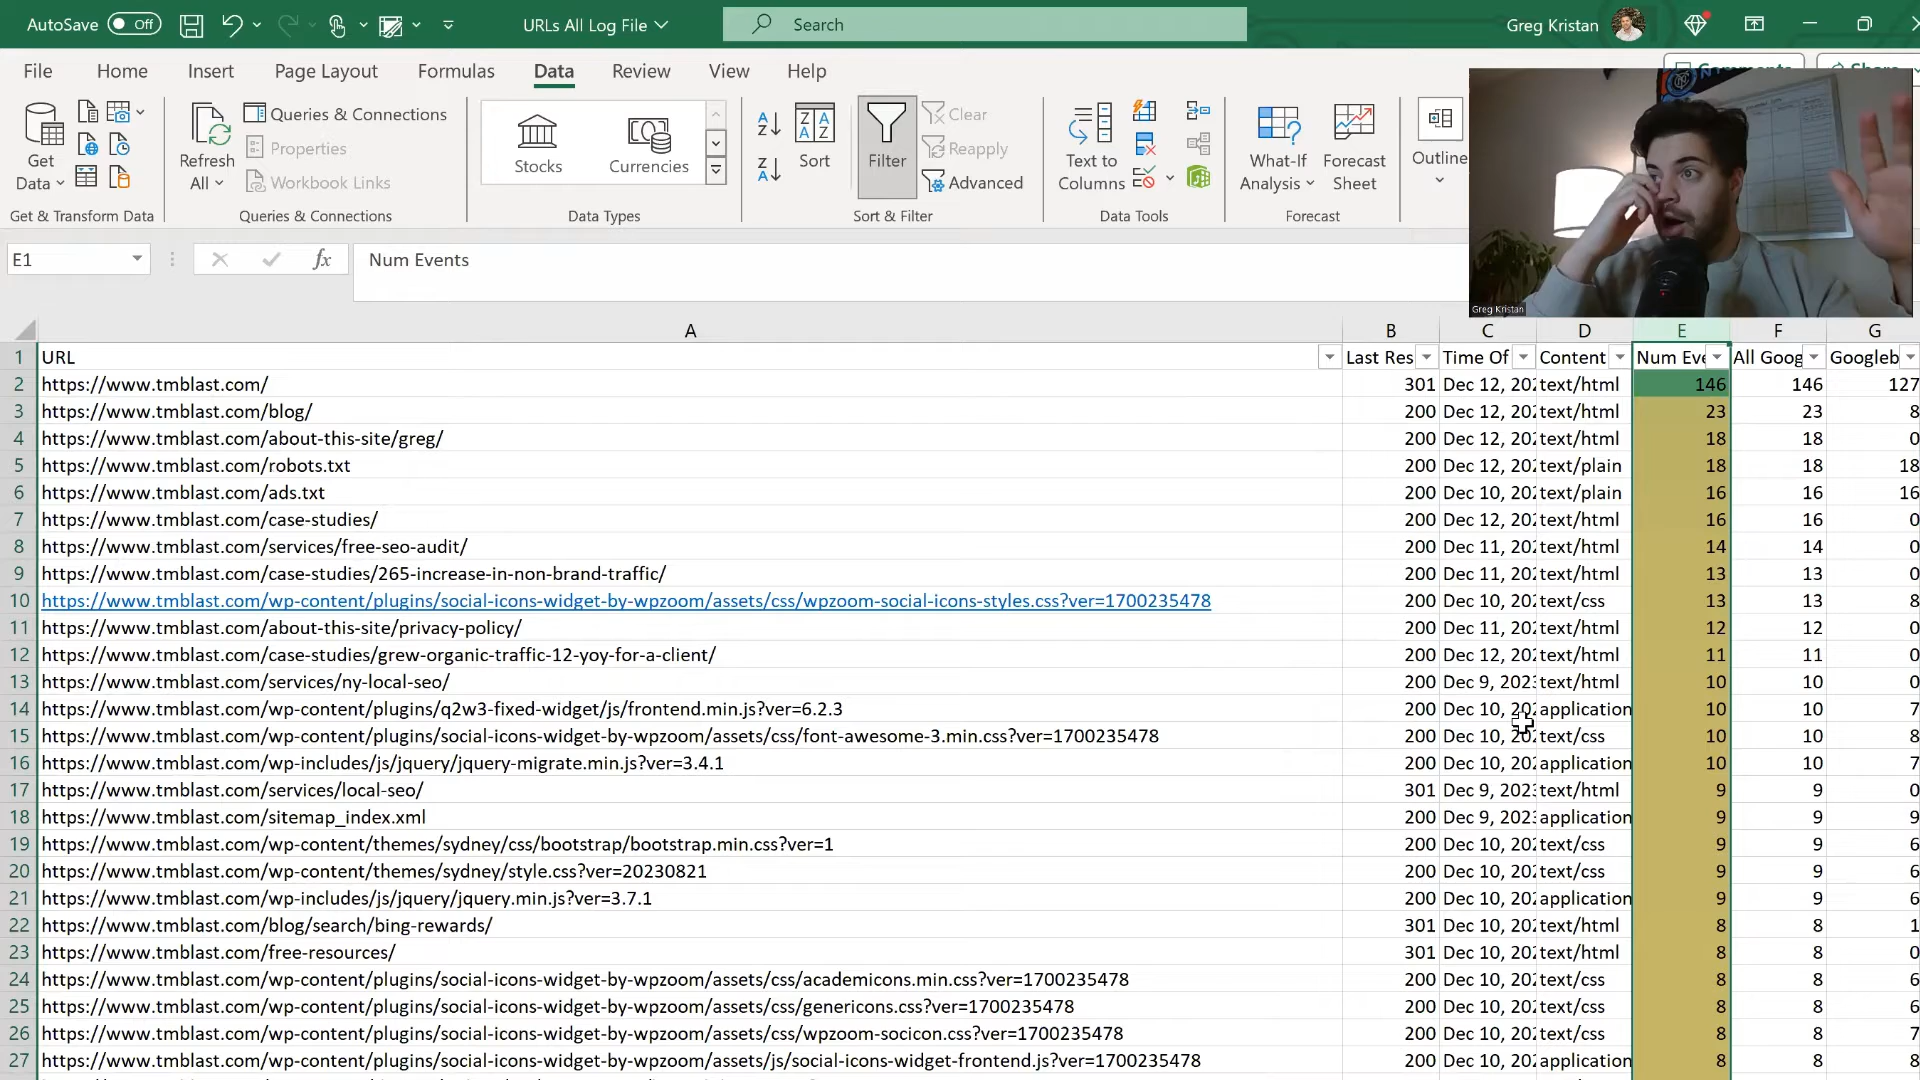 AutoSave Off URLs All Log File Search Greg Kristan
File Home Insert Page Layout Formulas Data Review View Help Comments Share
Get Data Refresh All Queries & Connections Properties Workbook Links Stocks Currencies Sort Filter Clear Reapply Advanced Text to Columns What-If Analysis Forecast Sheet Outline
Get & Transform Data Queries & Connections Data Types Sort & Filter Data Tools Forecast
E1 fx Num Events
Greg Kristan
A B C D E F G
1 URL Last Res Time Of Content Num Eve All Goog Googleb
2 https://www.tmblast.com/ 301 Dec 12, 202 text/html 146 146 127
3 https://www.tmblast.com/blog/ 200 Dec 12, 202 text/html 23 23 8
4 https://www.tmblast.com/about-this-site/greg/ 200 Dec 12, 202 text/html 18 18 0
5 https://www.tmblast.com/robots.txt 200 Dec 12, 202 text/plain 18 18 18
6 https://www.tmblast.com/ads.txt 200 Dec 10, 202 text/plain 16 16 16
7 https://www.tmblast.com/case-studies/ 200 Dec 12, 202 text/html 16 16 0
8 https://www.tmblast.com/services/free-seo-audit/ 200 Dec 11, 202 text/html 14 14 0
9 https://www.tmblast.com/case-studies/265-increase-in-non-brand-traffic/ 200 Dec 11, 202 text/html 13 13 0
10 https://www.tmblast.com/wp-content/plugins/social-icons-widget-by-wpzoom/assets/css/wpzoom-social-icons-styles.css?ver=1700235478 200 Dec 10, 202 text/css 13 13 8
11 https://www.tmblast.com/about-this-site/privacy-policy/ 200 Dec 11, 202 text/html 12 12 0
12 https://www.tmblast.com/case-studies/grew-organic-traffic-12-yoy-for-a-client/ 200 Dec 12, 202 text/html 11 11 0
13 https://www.tmblast.com/services/ny-local-seo/ 200 Dec 9, 2023 text/html 10 10 0
14 https://www.tmblast.com/wp-content/plugins/q2w3-fixed-widget/js/frontend.min.js?ver=6.2.3 200 Dec 10, 202 application 10 10 7
15 https://www.tmblast.com/wp-content/plugins/social-icons-widget-by-wpzoom/assets/css/font-awesome-3.min.css?ver=1700235478 200 Dec 10, 202 text/css 10 10 8
16 https://www.tmblast.com/wp-includes/js/jquery/jquery-migrate.min.js?ver=3.4.1 200 Dec 10, 202 application 10 10 7
17 https://www.tmblast.com/services/local-seo/ 301 Dec 9, 2023 text/html 9 9 0
18 https://www.tmblast.com/sitemap_index.xml 200 Dec 9, 2023 application 9 9 9
19 https://www.tmblast.com/wp-content/themes/sydney/css/bootstrap/bootstrap.min.css?ver=1 200 Dec 10, 202 text/css 9 9 6
20 https://www.tmblast.com/wp-content/themes/sydney/style.css?ver=20230821 200 Dec 10, 202 text/css 9 9 6
21 https://www.tmblast.com/wp-includes/js/jquery/jquery.min.js?ver=3.7.1 200 Dec 10, 202 application 9 9 6
22 https://www.tmblast.com/blog/search/bing-rewards/ 301 Dec 10, 202 text/html 8 8 1
23 https://www.tmblast.com/free-resources/ 301 Dec 10, 202 text/html 8 8 0
24 https://www.tmblast.com/wp-content/plugins/social-icons-widget-by-wpzoom/assets/css/academicons.min.css?ver=1700235478 200 Dec 10, 202 text/css 8 8 6
25 https://www.tmblast.com/wp-content/plugins/social-icons-widget-by-wpzoom/assets/css/genericons.css?ver=1700235478 200 Dec 10, 202 text/css 8 8 6
26 https://www.tmblast.com/wp-content/plugins/social-icons-widget-by-wpzoom/assets/css/wpzoom-socicon.css?ver=1700235478 200 Dec 10, 202 text/css 8 8 7
27 https://www.tmblast.com/wp-content/plugins/social-icons-widget-by-wpzoom/assets/js/social-icons-widget-frontend.js?ver=1700235478 200 Dec 10, 202 application 8 8 8